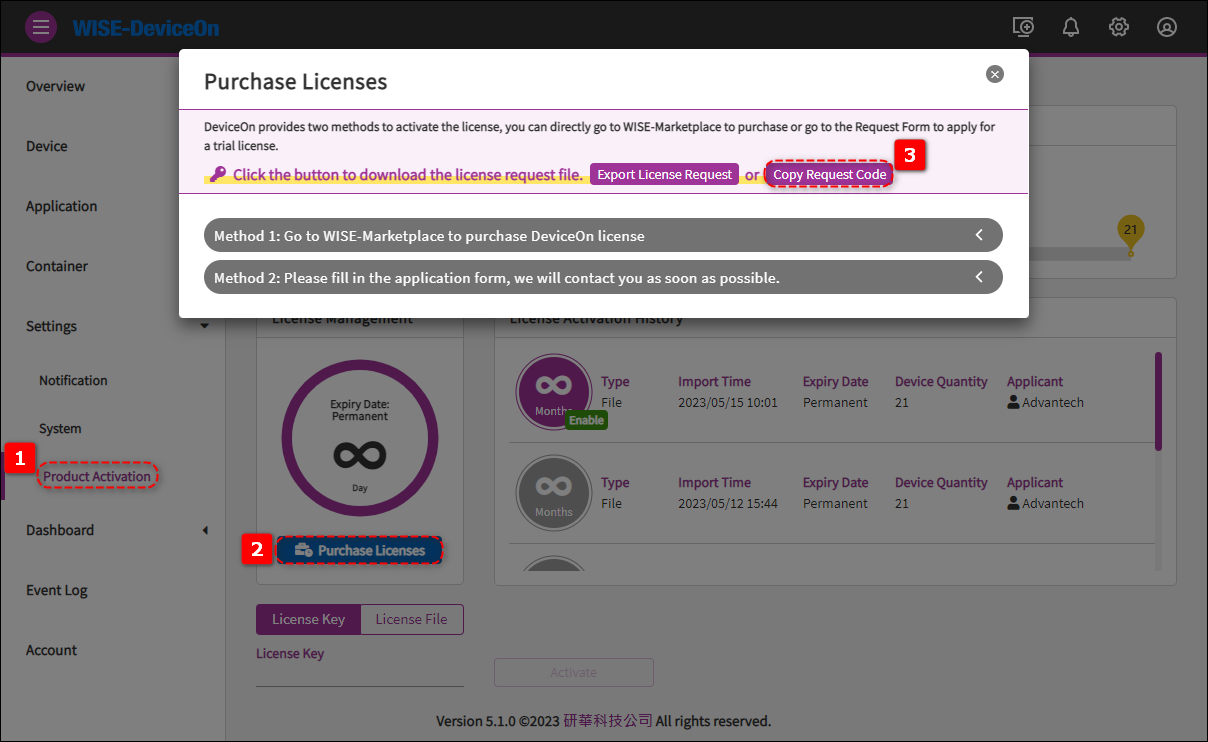 WISE-DeviceOn
Overview
Device
Application
Container
Settings
Notification
System
1
Product Activation
Dashboard
Event Log
Account
Purchase Licenses
DeviceOn provides two methods to activate the license, you can directly go to WISE-Marketplace to purchase or go to the Request Form to apply for
a trial license.
Click the button to download the license request file. Export License Request or Copy Request Code
3
Method 1: Go to WISE-Marketplace to purchase DeviceOn license
Method 2: Please fill in the application form, we will contact you as soon as possible.
21
License Management
Expiry Date:
Permanent
Day
2
Purchase Licenses
License Activation History
Months
Enable
Type Import Time Expiry Date Device Quantity Applicant
File 2023/05/15 10:01 Permanent 21 Advantech
Months
Type Import Time Expiry Date Device Quantity Applicant
File 2023/05/12 15:44 Permanent 21 Advantech
License Key License File
License Key
Activate
Version 5.1.0 ©2023 研華科技公司 All rights reserved.